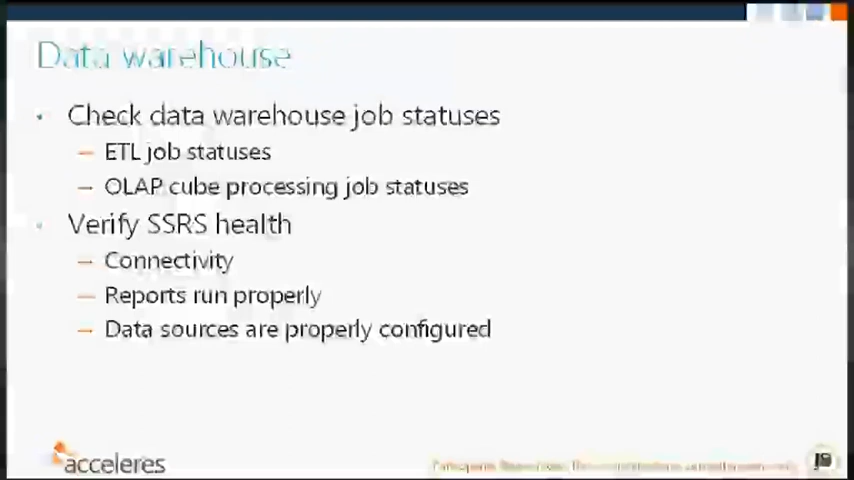 Data warehouse
• Check data warehouse job statuses
– ETL job statuses
– OLAP cube processing job statuses
• Verify SSRS health
– Connectivity
– Reports run properly
– Data sources are properly configured
acceleres